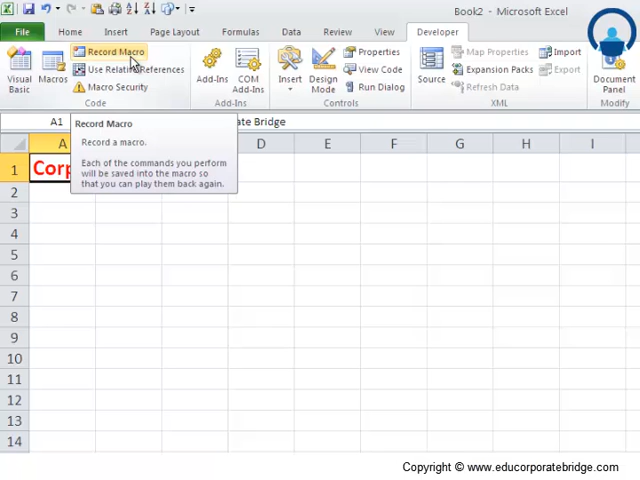 Book2 - Microsoft Excel
File Home Insert Page Layout Formulas Data Review View Developer
Visual Basic
Macros
Record Macro
Use Relative References
Macro Security
Code
Add-Ins
COM Add-Ins
Add-Ins
Insert
Design Mode
Properties
View Code
Run Dialog
Controls
Source
Map Properties
Expansion Packs
Refresh Data
Import
Export
XML
Document Panel
Modify
A1 ate Bridge
Record Macro
Record a macro.
Each of the commands you perform
will be saved into the macro so
that you can play them back again.
A D E F G H I
1 Corp
2
3
4
5
6
7
8
9
10
11
12
13
14
Copyright © www.educorporatebridge.com